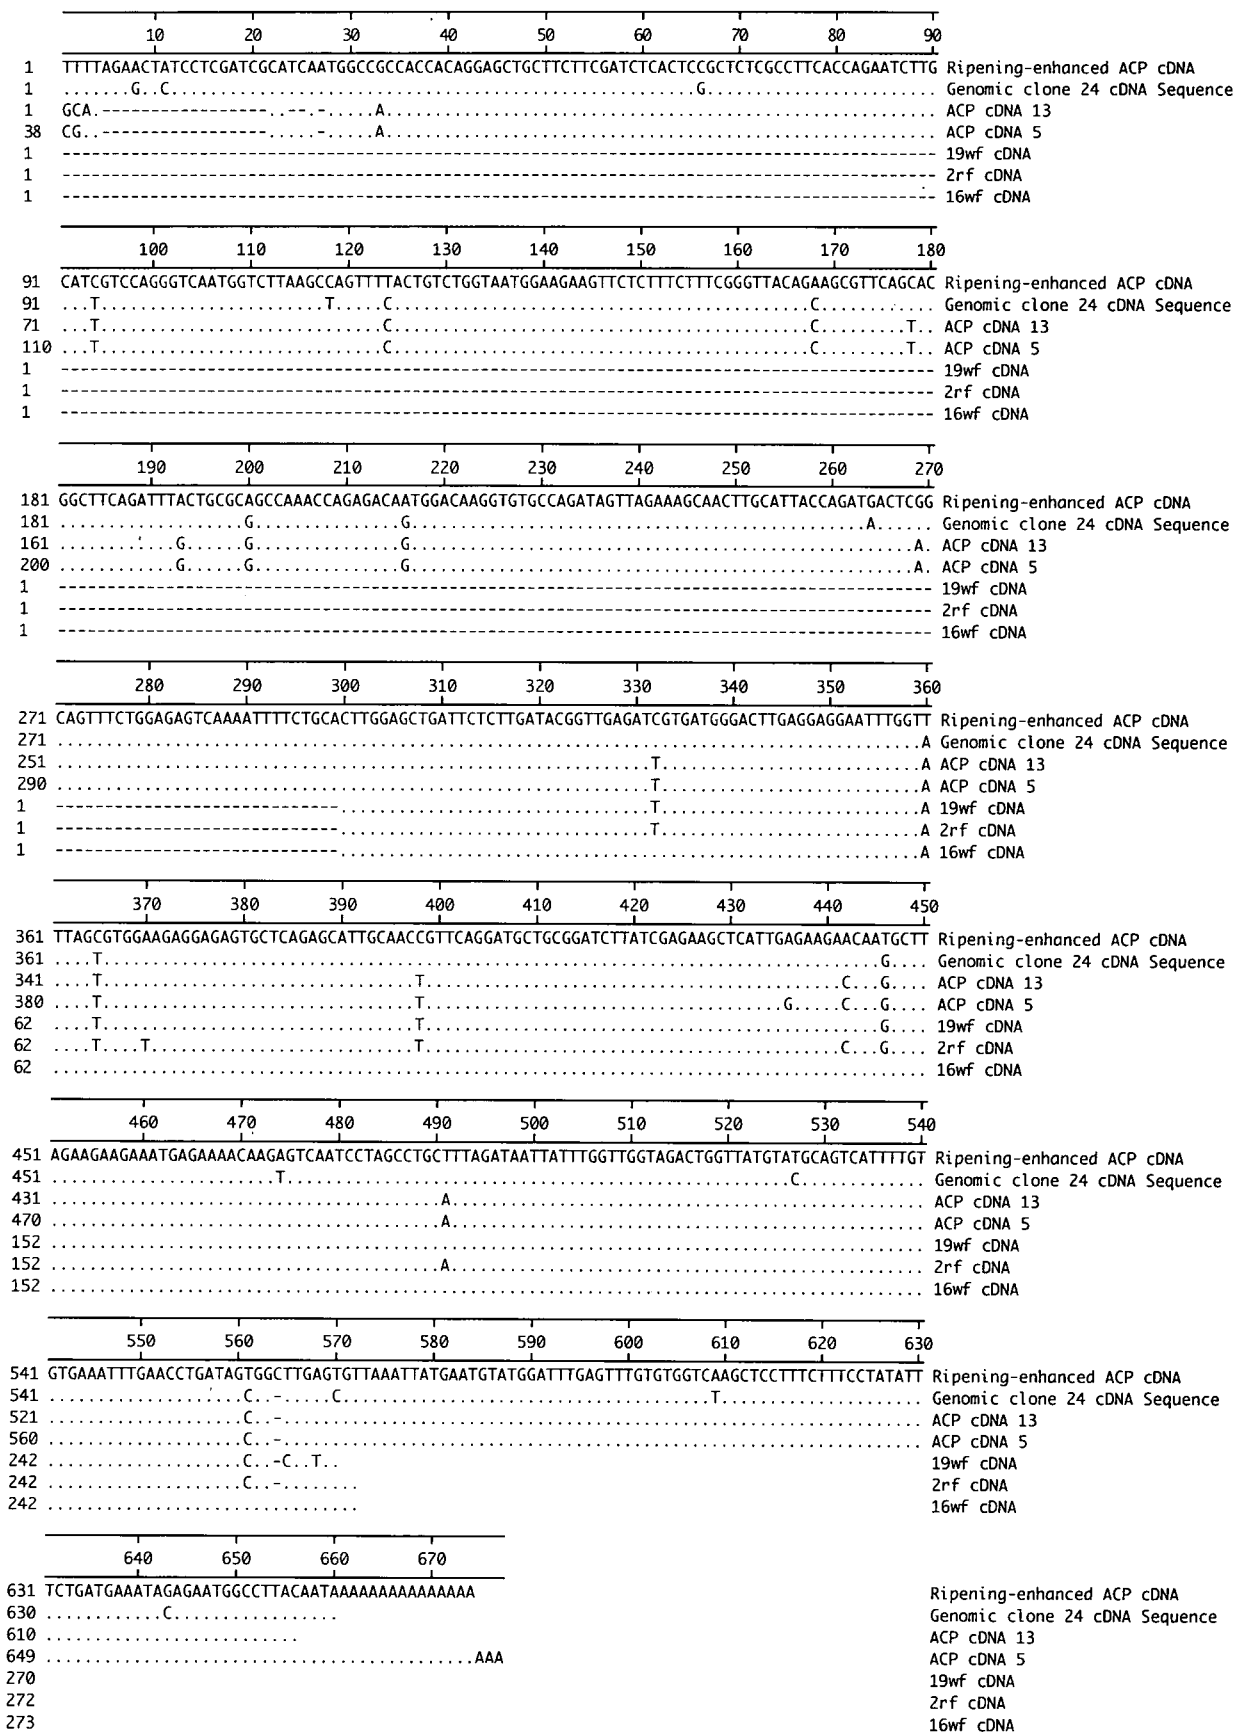 10 20 30 40 50 60 70 80 90
1 TTTTAGAACTATCCTCGATCGCATCAATGGCCGCCACCACAGGAGCTGCTTCTTCGATCTCACTCCGCTCTCGCCTTCACCAGAATCTTG Ripening-enhanced ACP cDNA
1 .......G..C......................................................G........................ Genomic clone 24 cDNA Sequence
1 GCA.-----------------..-..-.....A......................................................... ACP cDNA 13
38 CG..-----------------.....-.....A......................................................... ACP cDNA 5
1 ------------------------------------------------------------------------------------------ 19wf cDNA
1 ------------------------------------------------------------------------------------------ 2rf cDNA
1 ------------------------------------------------------------------------------------------ 16wf cDNA
100 110 120 130 140 150 160 170 180
91 CATCGTCCAGGGTCAATGGTCTTAAGCCAGTTTTACTGTCTGGTAATGGAAGAAGTTCTCTTTCTTTCGGGTTACAGAAGCGTTCAGCAC Ripening-enhanced ACP cDNA
91 ...T.......................T.....C...........................................C............ Genomic clone 24 cDNA Sequence
71 ...T.............................C...........................................C.........T.. ACP cDNA 13
110 ...T.............................C...........................................C.........T.. ACP cDNA 5
1 ------------------------------------------------------------------------------------------ 19wf cDNA
1 ------------------------------------------------------------------------------------------ 2rf cDNA
1 ------------------------------------------------------------------------------------------ 16wf cDNA
190 200 210 220 230 240 250 260 270
181 GGCTTCAGATTTACTGCGCAGCCAAACCAGAGACAATGGACAAGGTGTGCCAGATAGTTAGAAAGCAACTTGCATTACCAGATGACTCGG Ripening-enhanced ACP cDNA
181 ...................G...............G...............................................A...... Genomic clone 24 cDNA Sequence
161 ............G......G...............G....................................................A. ACP cDNA 13
200 ............G......G...............G....................................................A. ACP cDNA 5
1 ------------------------------------------------------------------------------------------ 19wf cDNA
1 ------------------------------------------------------------------------------------------ 2rf cDNA
1 ------------------------------------------------------------------------------------------ 16wf cDNA
280 290 300 310 320 330 340 350 360
271 CAGTTTCTGGAGAGTCAAAATTTTCTGCACTTGGAGCTGATTCTCTTGATACGGTTGAGATCGTGATGGGACTTGAGGAGGAATTTGGTT Ripening-enhanced ACP cDNA
271 .........................................................................................A Genomic clone 24 cDNA Sequence
251 .............................................................T...........................A ACP cDNA 13
290 .............................................................T...........................A ACP cDNA 5
1 -----------------------------................................T...........................A 19wf cDNA
1 -----------------------------................................T...........................A 2rf cDNA
1 -----------------------------............................................................A 16wf cDNA
370 380 390 400 410 420 430 440 450
361 TTAGCGTGGAAGAGGAGAGTGCTCAGAGCATTGCAACCGTTCAGGATGCTGCGGATCTTATCGAGAAGCTCATTGAGAAGAACAATGCTT Ripening-enhanced ACP cDNA
361 ....T................................................................................G.... Genomic clone 24 cDNA Sequence
341 ....T................................T...........................................C...G.... ACP cDNA 13
380 ....T................................T.....................................G.....C...G.... ACP cDNA 5
62 ....T................................T...............................................G.... 19wf cDNA
62 ....T....T...........................T...........................................C...G.... 2rf cDNA
62 .......................................................................................... 16wf cDNA
460 470 480 490 500 510 520 530 540
451 AGAAGAAGAAATGAGAAAACAAGAGTCAATCCTAGCCTGCTTTAGATAATTATTTGGTTGGTAGACTGGTTATGTATGCAGTCATTTTGT Ripening-enhanced ACP cDNA
451 .......................T....................................................C............. Genomic clone 24 cDNA Sequence
431 ........................................A................................................. ACP cDNA 13
470 ........................................A................................................. ACP cDNA 5
152 .......................................................................................... 19wf cDNA
152 ........................................A................................................. 2rf cDNA
152 .......................................................................................... 16wf cDNA
550 560 570 580 590 600 610 620 630
541 GTGAAATTTGAACCTGATAGTGGCTTGAGTGTTAAATTATGAATGTATGGATTTGAGTTTGTGTGGTCAAGCTCCTTTCTTTCCTATATT Ripening-enhanced ACP cDNA
541 ....................C..-.....C......................................T..................... Genomic clone 24 cDNA Sequence
521 ....................C..-.................................................................. ACP cDNA 13
560 ....................C..-.................................................................. ACP cDNA 5
242 ....................C..-C..T.. 19wf cDNA
242 ....................C..-........ 2rf cDNA
242 ................................ 16wf cDNA
640 650 660 670
631 TCTGATGAAATAGAGAATGGCCTTACAATAAAAAAAAAAAAAAA Ripening-enhanced ACP cDNA
630 ............C................. Genomic clone 24 cDNA Sequence
610 .......................... ACP cDNA 13
649 ............................................AAA ACP cDNA 5
270 19wf cDNA
272 2rf cDNA
273 16wf cDNA